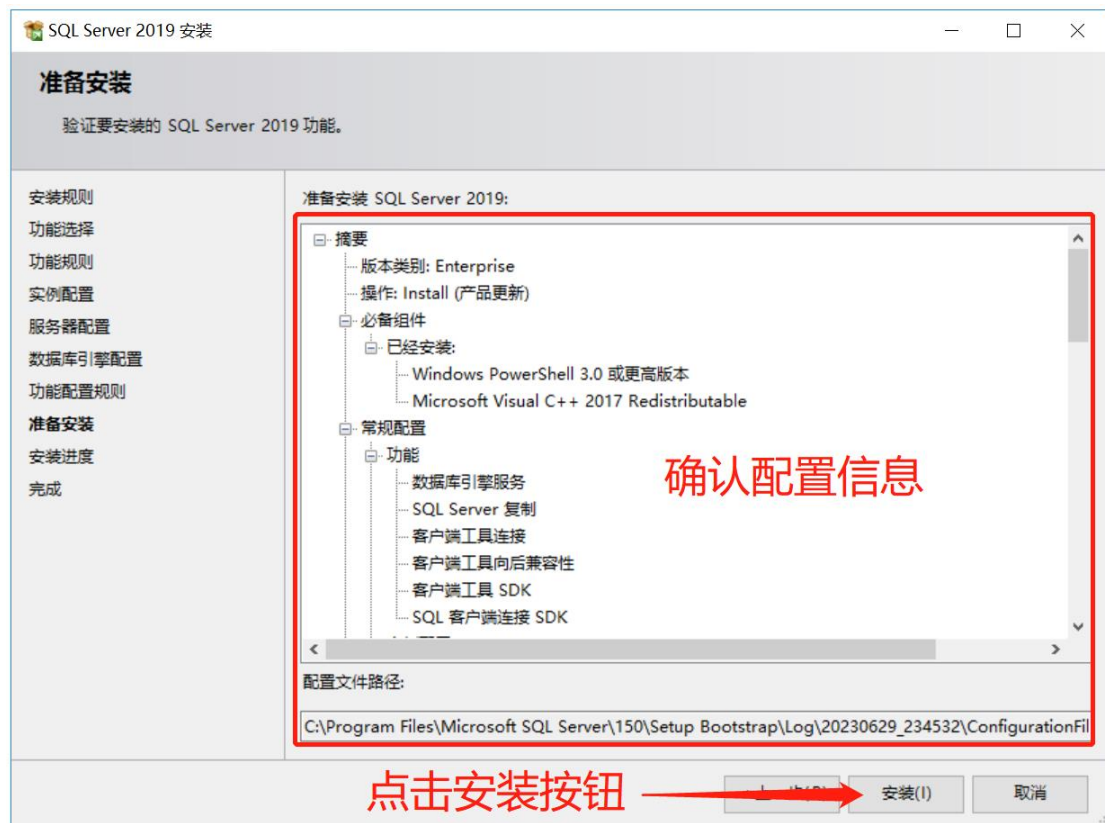 SQL Server 2019 安装
准备安装
验证要安装的 SQL Server 2019 功能。
安装规则
功能选择
功能规则
实例配置
服务器配置
数据库引擎配置
功能配置规则
准备安装
安装进度
完成
准备安装 SQL Server 2019:
摘要
版本类别: Enterprise
操作: Install (产品更新)
必备组件
已经安装:
Windows PowerShell 3.0 或更高版本
Microsoft Visual C++ 2017 Redistributable
常规配置
功能
数据库引擎服务
SQL Server 复制
客户端工具连接
客户端工具向后兼容性
客户端工具 SDK
SQL 客户端连接 SDK
确认配置信息
配置文件路径:
C:\Program Files\Microsoft SQL Server\150\Setup Bootstrap\Log\20230629_234532\ConfigurationFil
点击安装按钮
安装(I)
取消